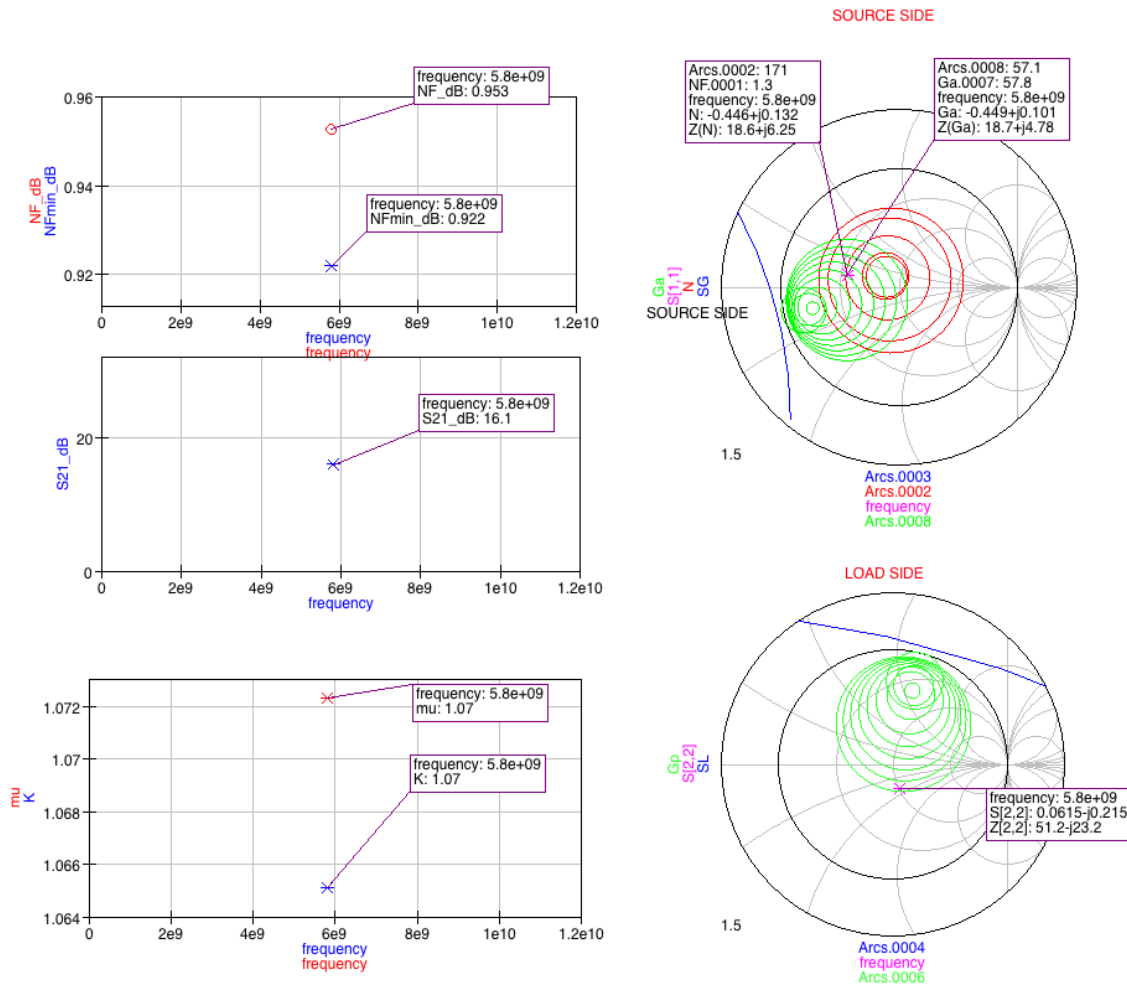 SOURCE SIDE
frequency: 5.8e+09
NF_dB: 0.953
frequency: 5.8e+09
NFmin_dB: 0.922
0.96
0.94
0.92
NF_dB
NFmin_dB
0
2e9
4e9
6e9
8e9
1e10
1.2e10
frequency
frequency
Arcs.0002: 171
NF.0001: 1.3
frequency: 5.8e+09
N: -0.446+j0.132
Z(N): 18.6+j6.25
Arcs.0008: 57.1
Ga.0007: 57.8
frequency: 5.8e+09
Ga: -0.449+j0.101
Z(Ga): 18.7+j4.78
Ga
S[1,1]
N
SG
SOURCE SIDE
1.5
Arcs.0003
Arcs.0002
frequency
Arcs.0008
frequency: 5.8e+09
S21_dB: 16.1
20
0
S21_dB
0
2e9
4e9
6e9
8e9
1e10
1.2e10
frequency
LOAD SIDE
frequency: 5.8e+09
mu: 1.07
frequency: 5.8e+09
K: 1.07
1.072
1.07
1.068
1.066
1.064
mu
K
0
2e9
4e9
6e9
8e9
1e10
1.2e10
frequency
frequency
Gp
S[2,2]
SL
frequency: 5.8e+09
S[2,2]: 0.0615-j0.215
Z[2,2]: 51.2-j23.2
1.5
Arcs.0004
frequency
Arcs.0006